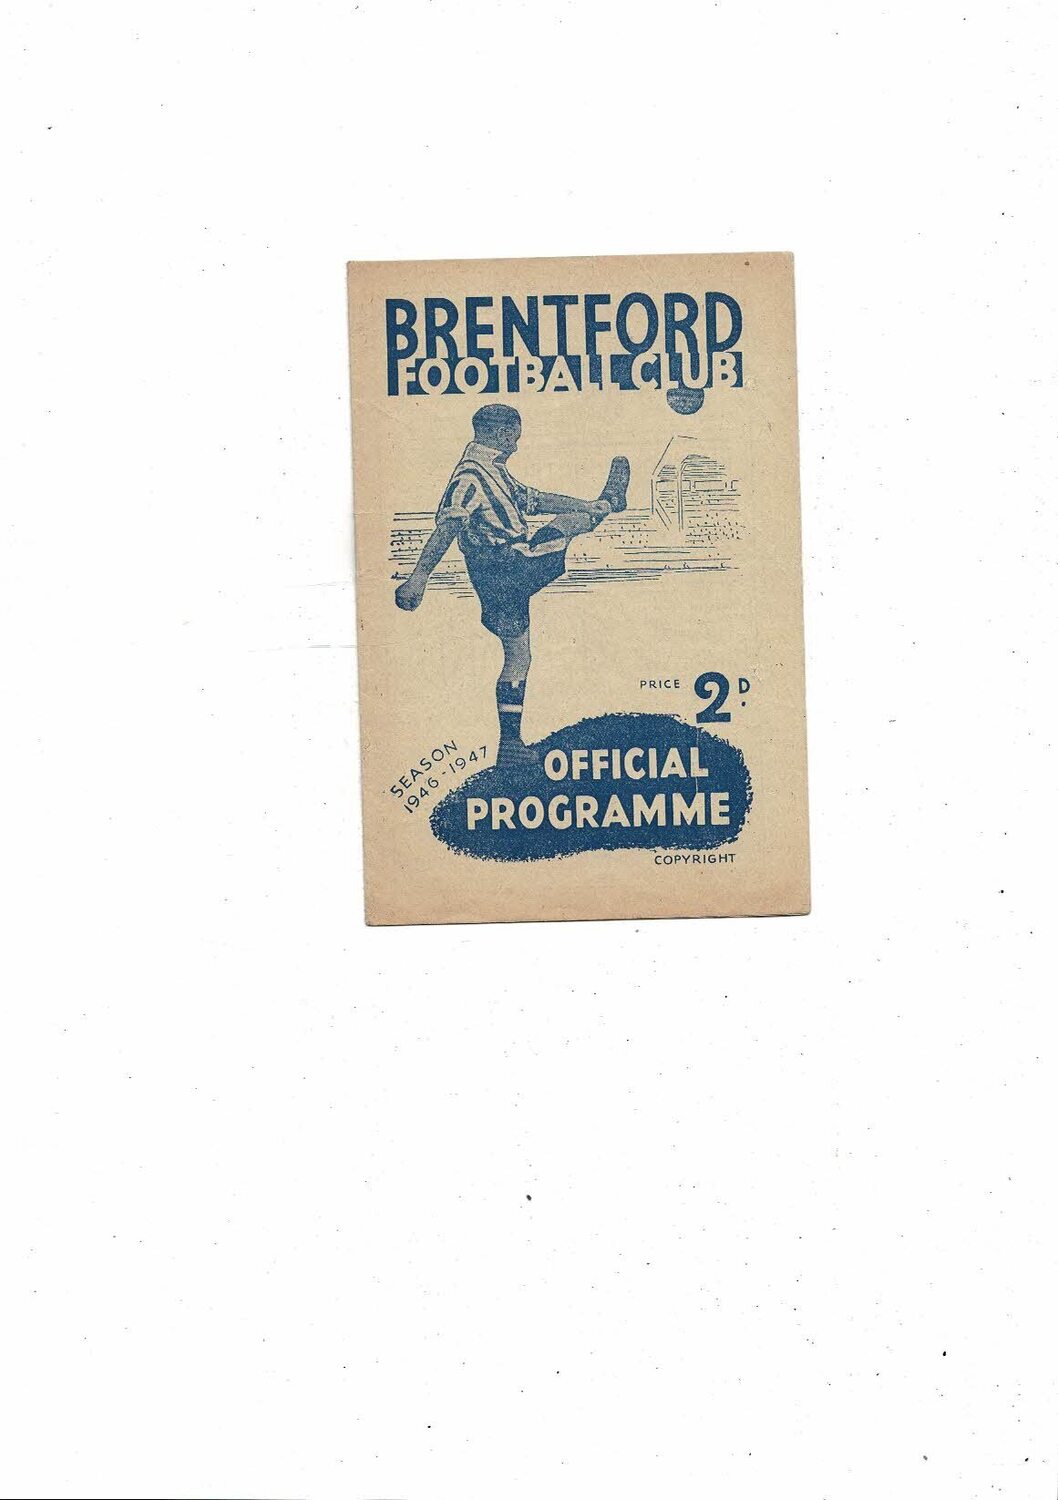 BRENTFORD
FOOTBALL CLUB
PRICE 2D.
SEASON
1946-1947
OFFICIAL
PROGRAMME
COPYRIGHT